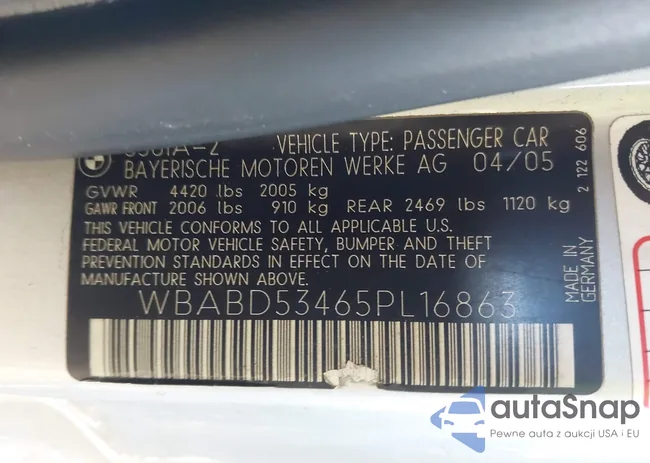 VEHICLE TYPE: PASSENGER CAR
BAYERISCHE MOTOREN WERKE AG 04/05
GVWR 4420 lbs 2005 kg
GAWR FRONT 2006 lbs 910 kg REAR 2469 lbs 1120 kg
THIS VEHICLE CONFORMS TO ALL APPLICABLE U.S.
FEDERAL MOTOR VEHICLE SAFETY, BUMPER AND THEFT
PREVENTION STANDARDS IN EFFECT ON THE DATE OF
MANUFACTURE SHOWN ABOVE.
WBABD53465PL16863
MADE IN
GERMANY
2 122 606
autaSnap
Pewne auta z aukcji USA i EU